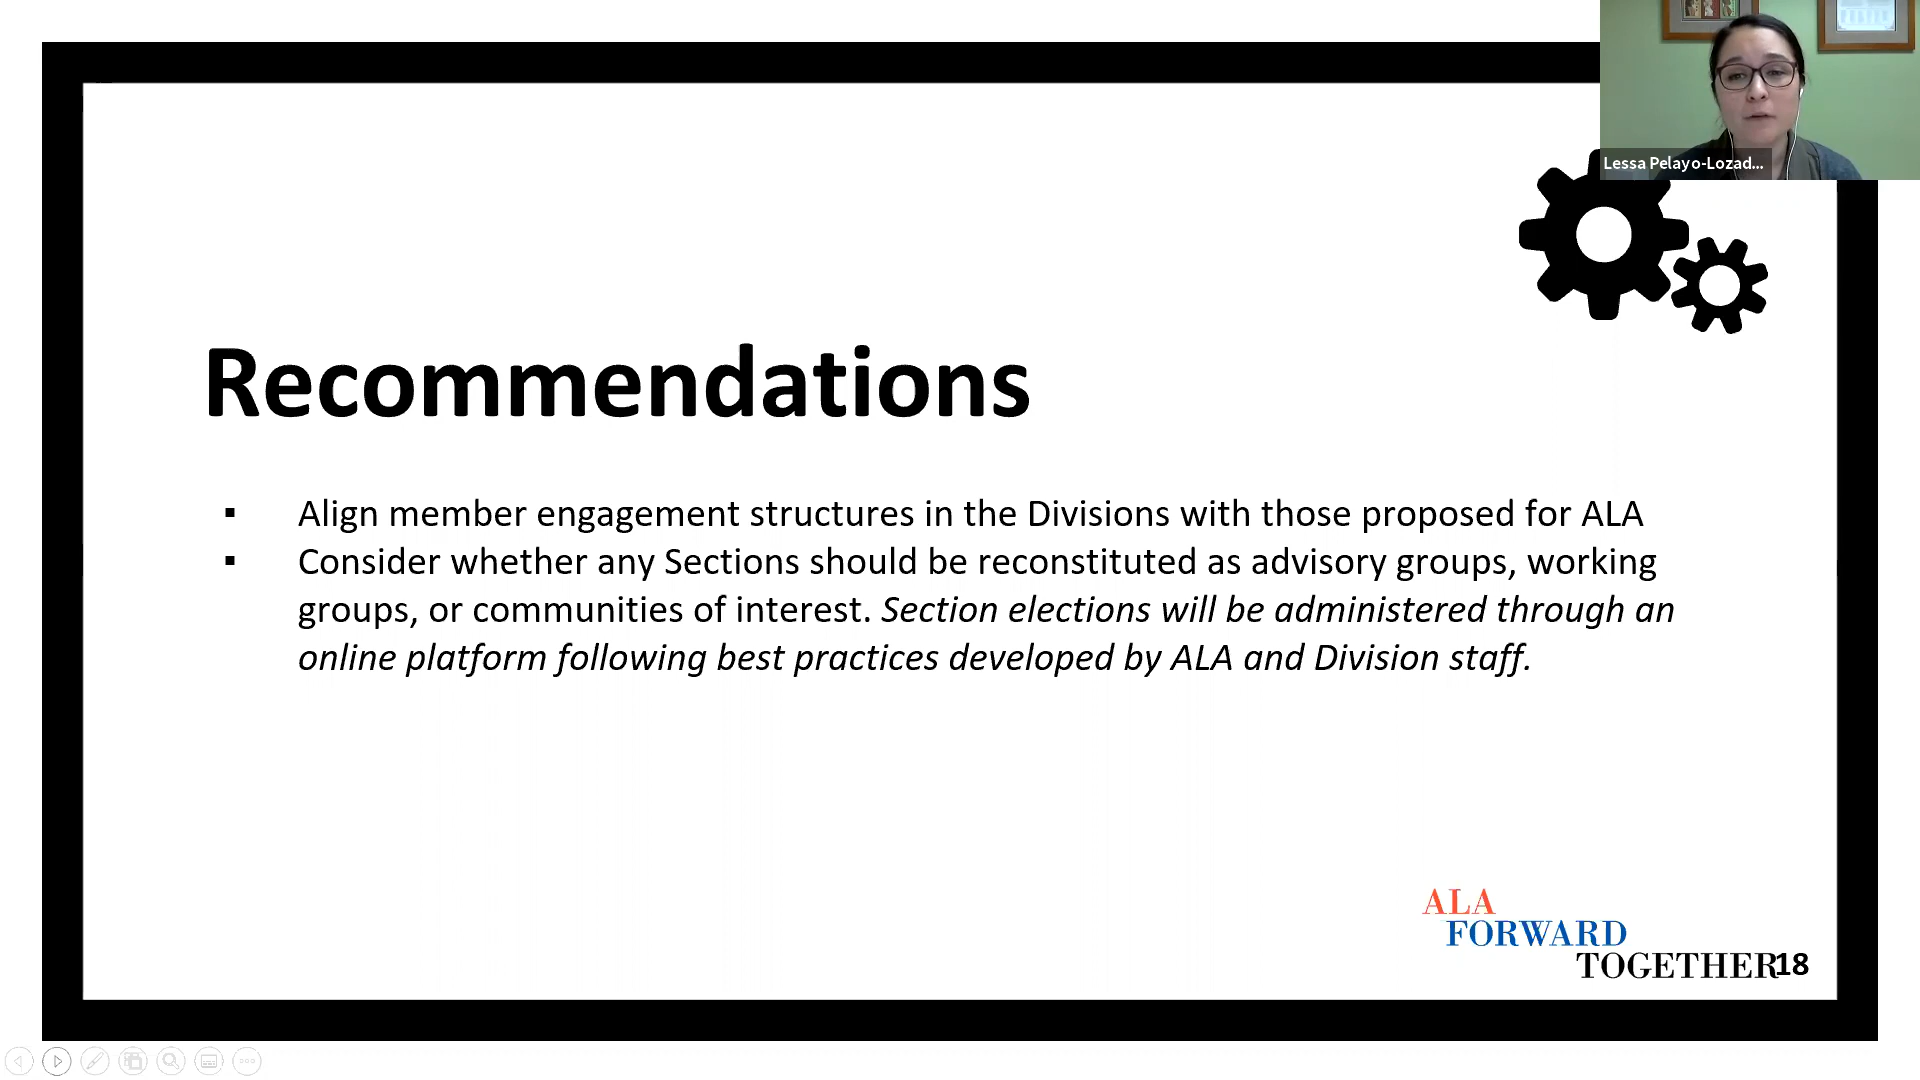 Lessa Pelayo-Lozad...
Recommendations
▪ Align member engagement structures in the Divisions with those proposed for ALA
▪ Consider whether any Sections should be reconstituted as advisory groups, working
groups, or communities of interest. Section elections will be administered through an
online platform following best practices developed by ALA and Division staff.
ALA
FORWARD
TOGETHER
18